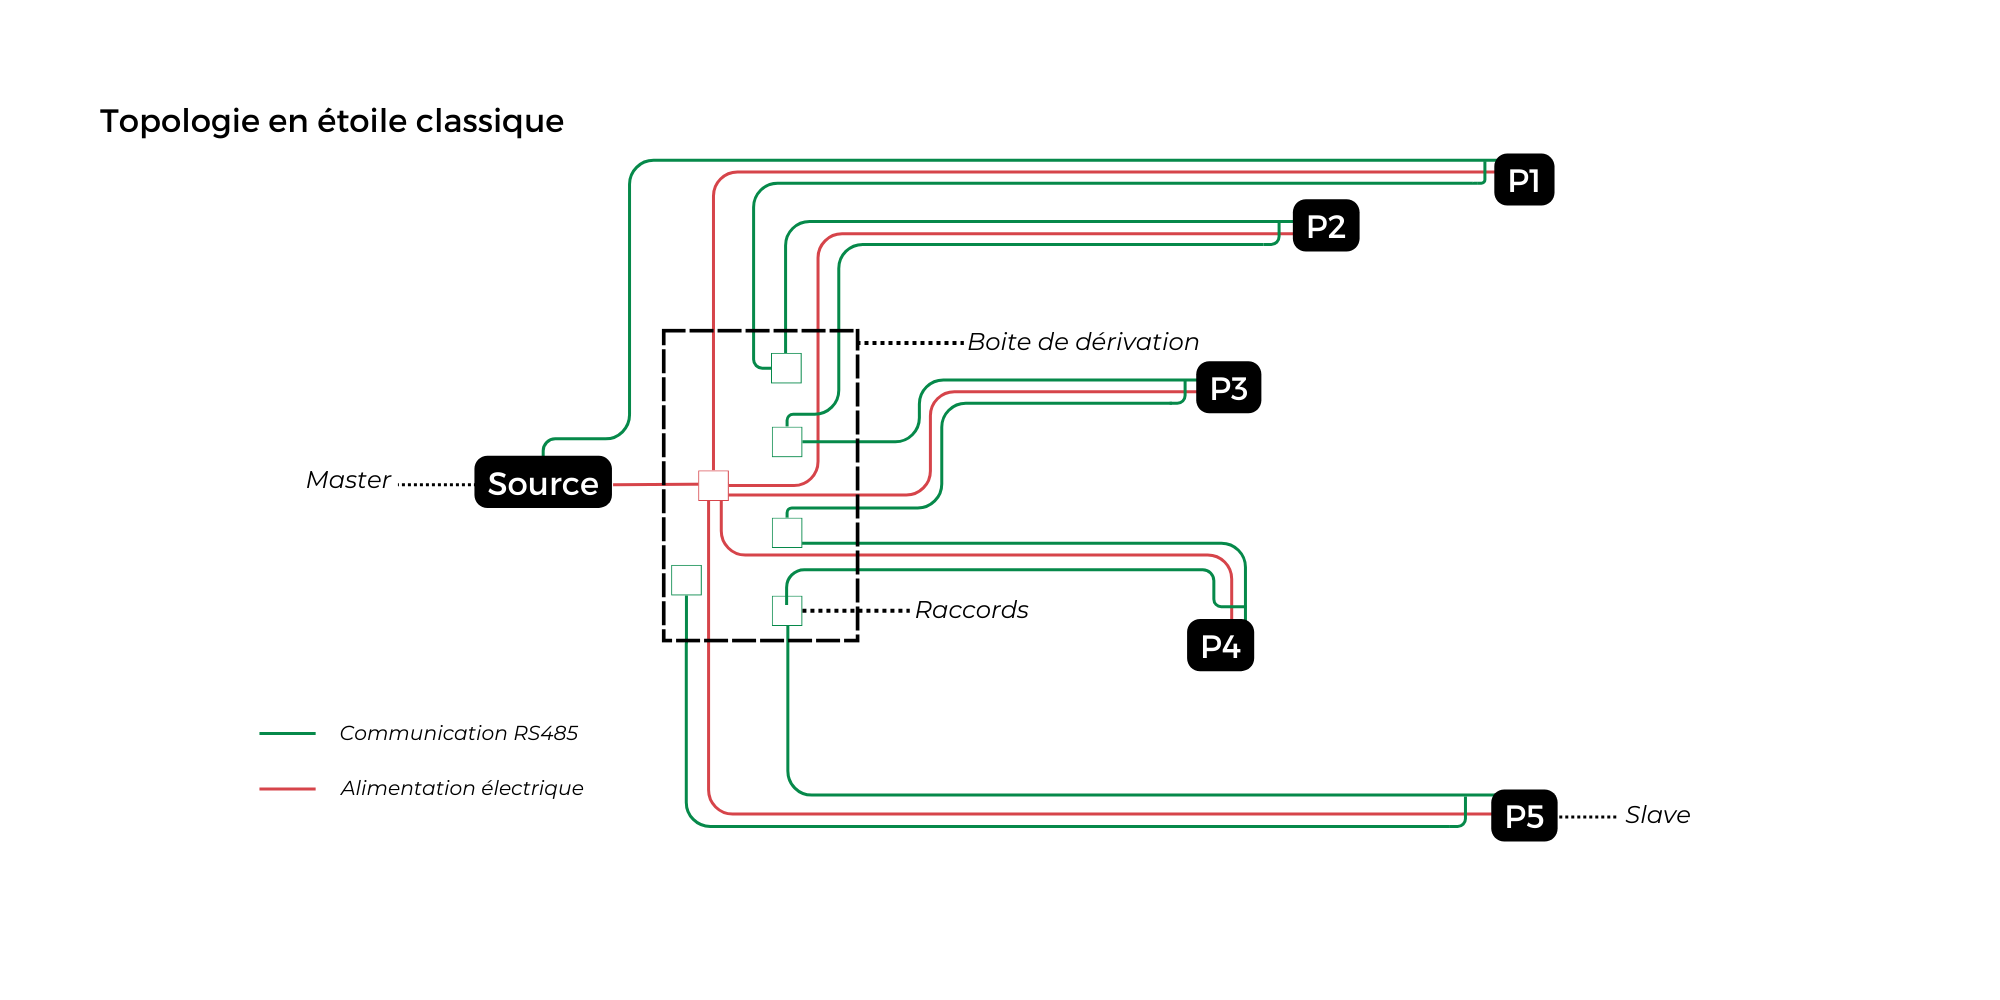 Topologie en étoile classique
P1
P2
Boite de dérivation
P3
Master
Source
Raccords
P4
Communication RS485
Alimentation électrique
P5
Slave